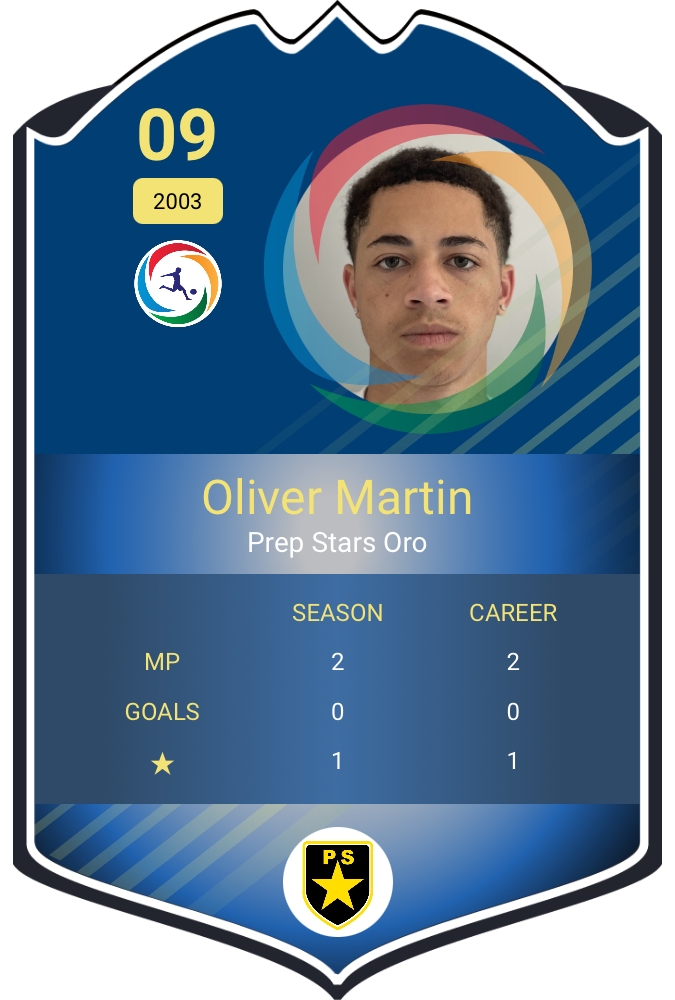 09
2003
Oliver Martin
Prep Stars Oro
SEASON CAREER
MP 2 2
GOALS 0 0
★ 1 1
PS